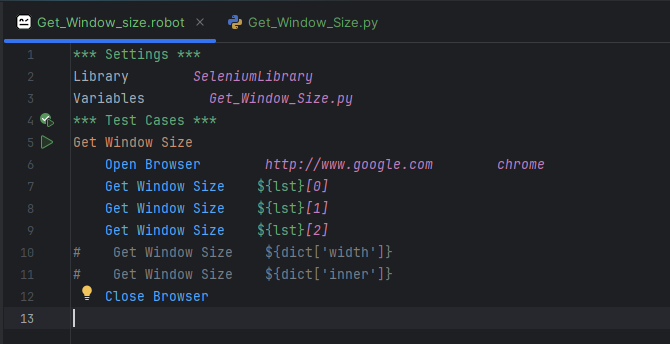 Get_Window_size.robot × Get_Window_Size.py
1 *** Settings ***
2 Library SeleniumLibrary
3 Variables Get_Window_Size.py
4 *** Test Cases ***
5 Get Window Size
6 Open Browser http://www.google.com chrome
7 Get Window Size ${lst}[0]
8 Get Window Size ${lst}[1]
9 Get Window Size ${lst}[2]
10 # Get Window Size ${dict['width']}
11 # Get Window Size ${dict['inner']}
12 Close Browser
13